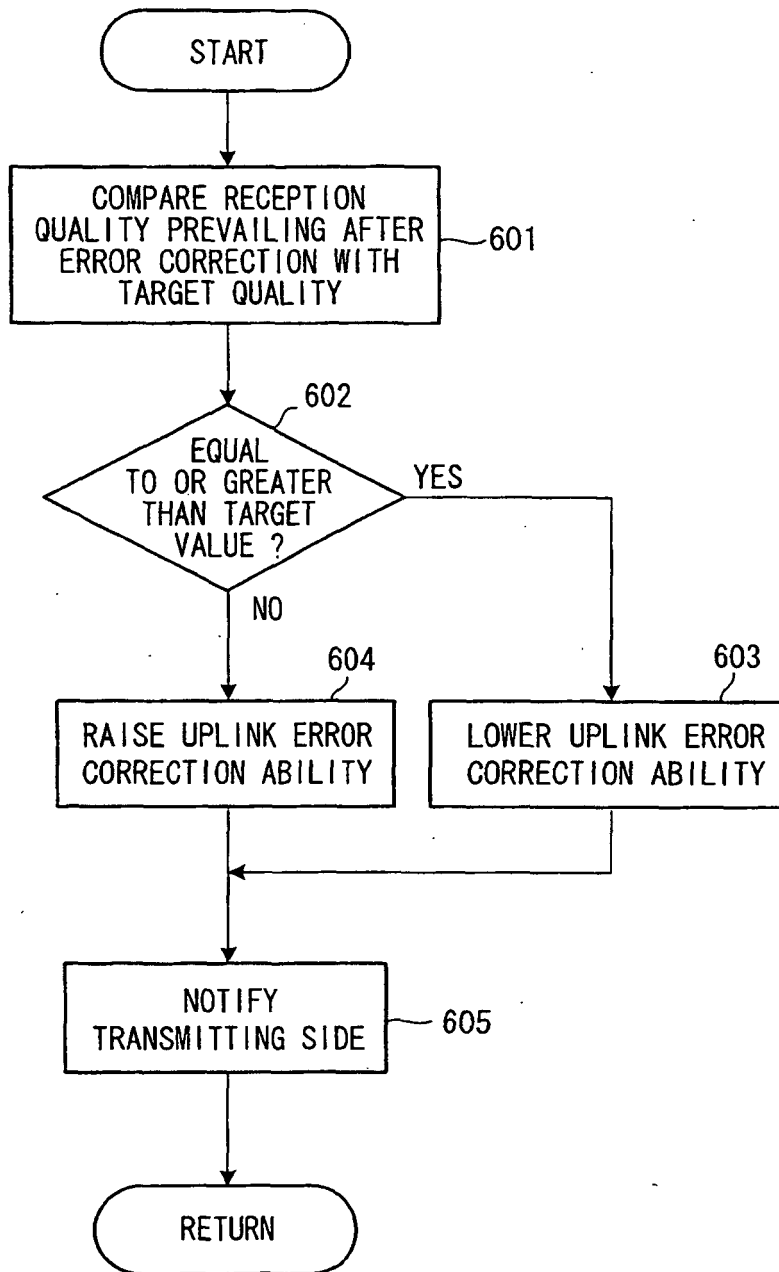 START
COMPARE RECEPTION
QUALITY PREVAILING AFTER
ERROR CORRECTION WITH
TARGET QUALITY
601
602
EQUAL
TO OR GREATER
THAN TARGET
VALUE ?
YES
NO
604
RAISE UPLINK ERROR
CORRECTION ABILITY
603
LOWER UPLINK ERROR
CORRECTION ABILITY
NOTIFY
TRANSMITTING SIDE
605
RETURN